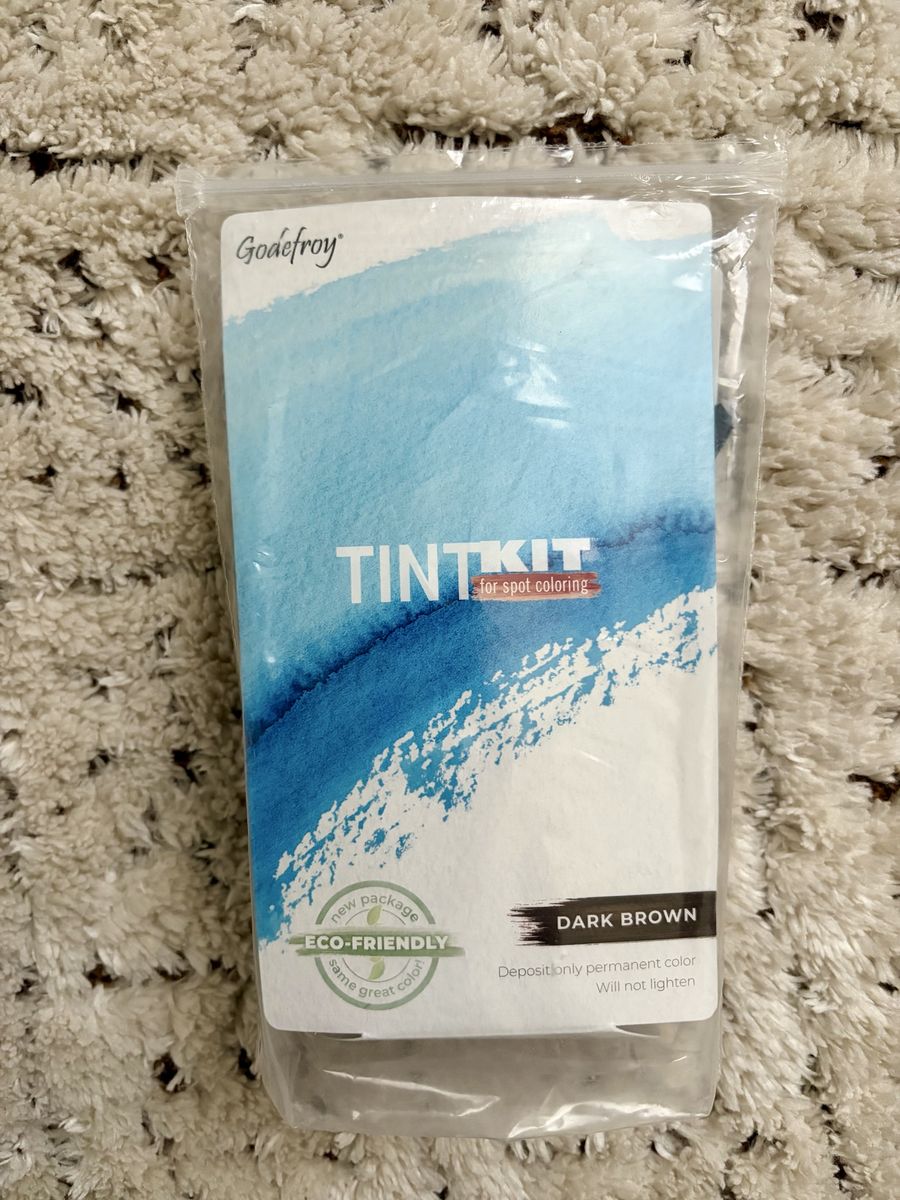 Godefroy®
TINTKIT
for spot coloring
new package
ECO-FRIENDLY
same great color!
DARK BROWN
Deposit only permanent color
Will not lighten